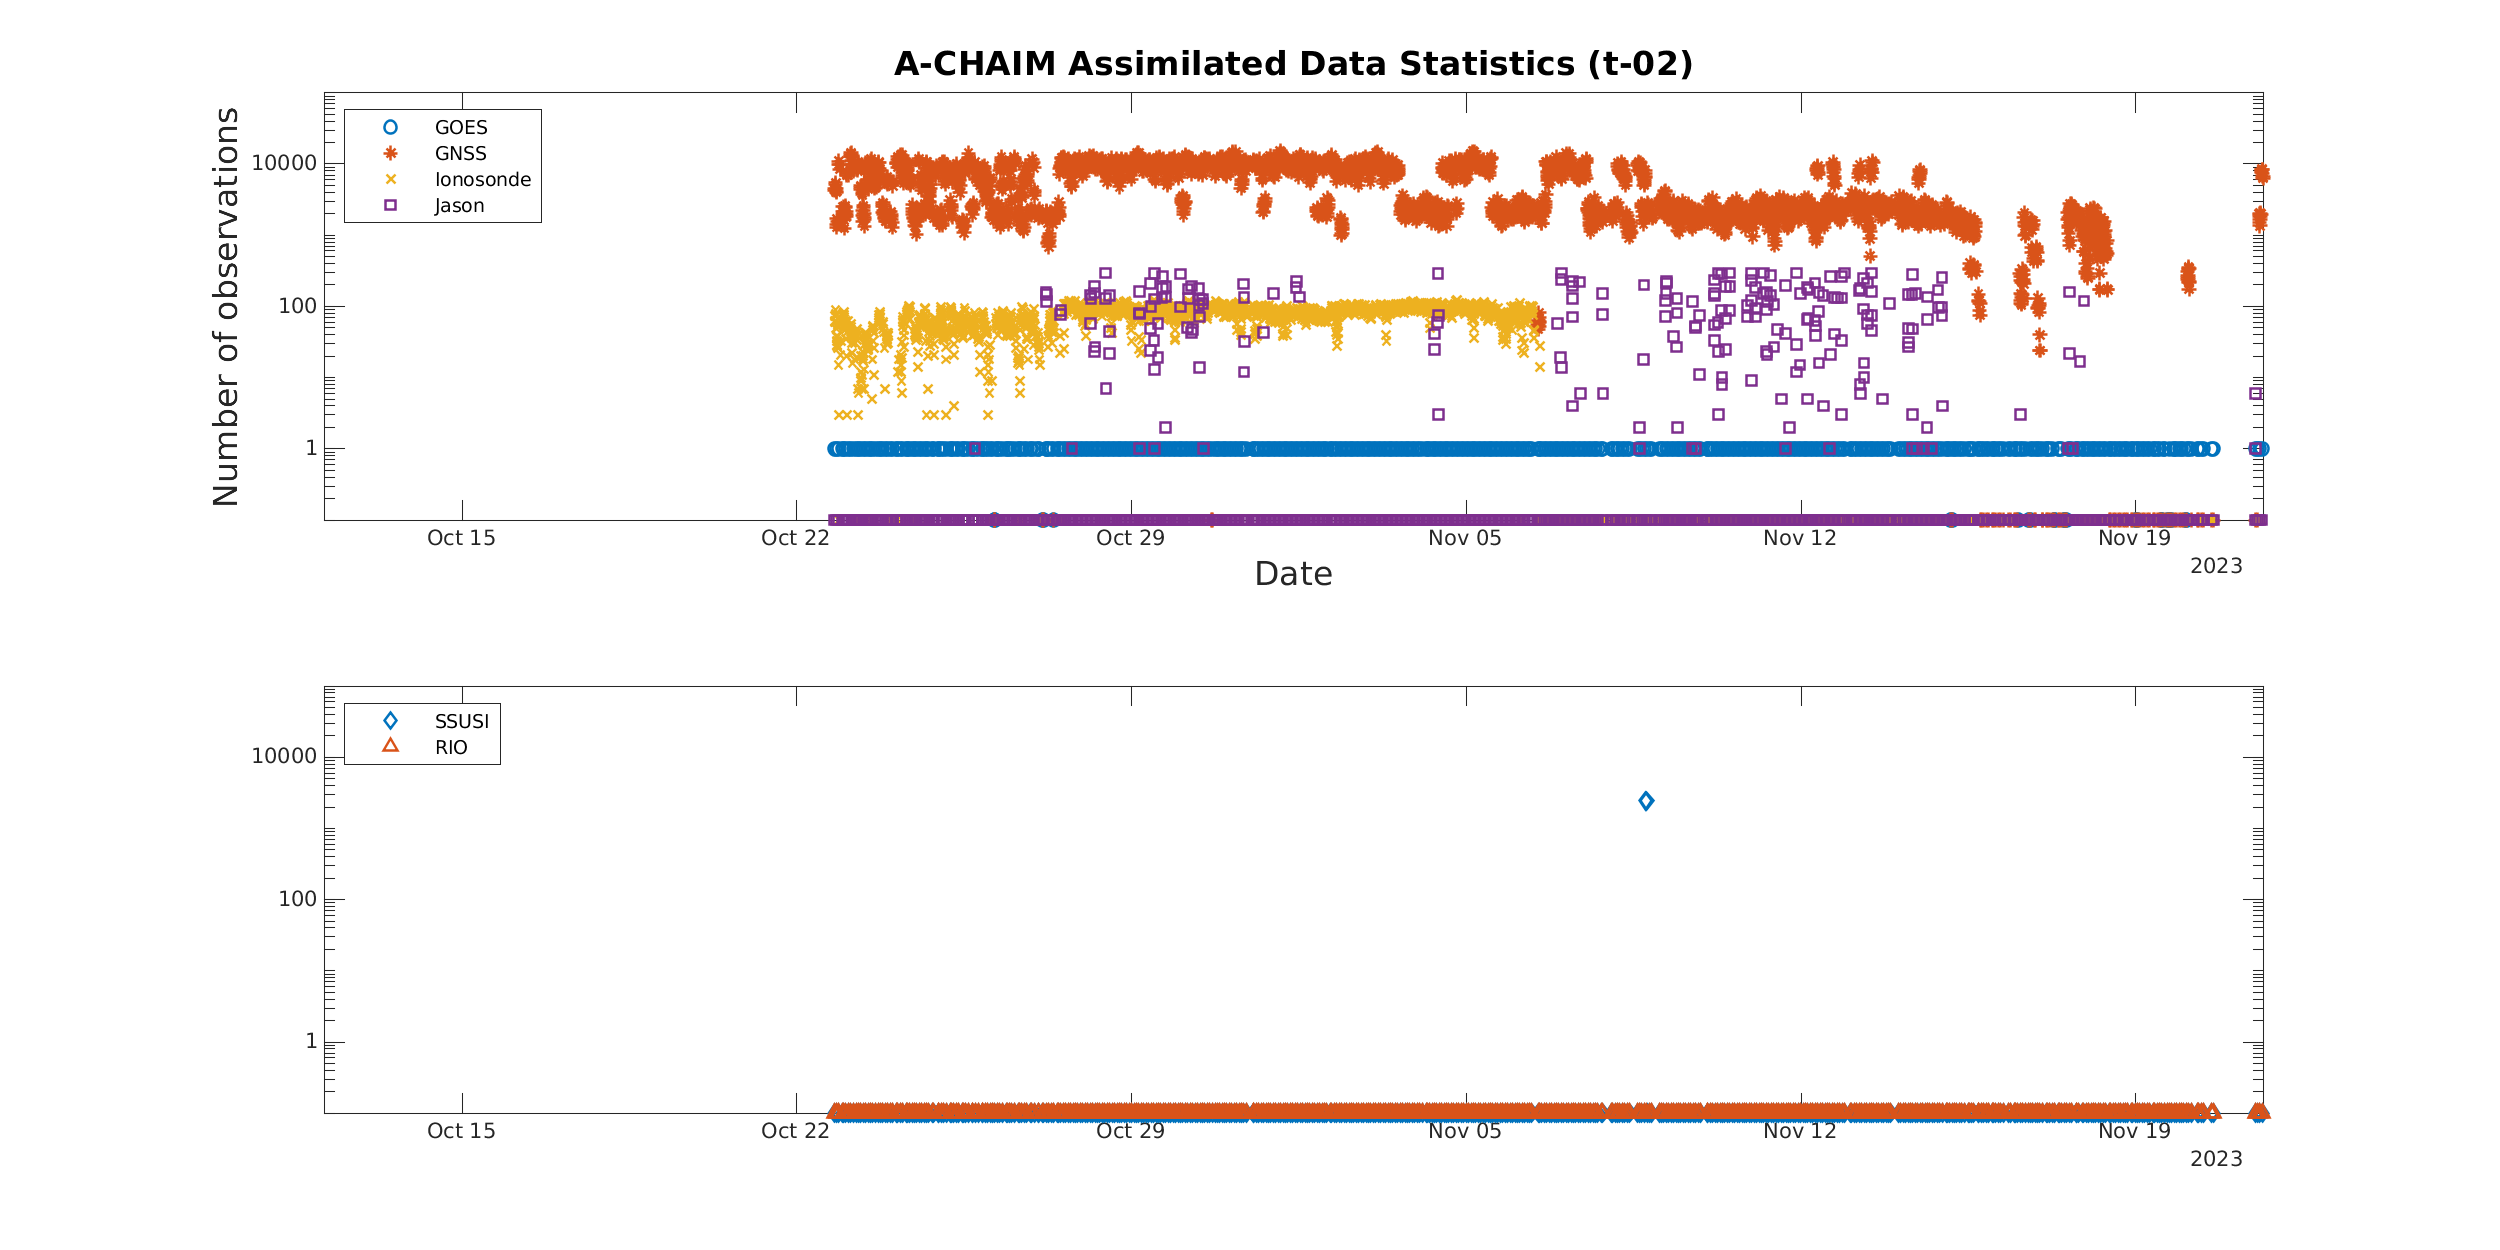 A-CHAIM Assimilated Data Statistics (t-02)
Number of observations
10000
100
1
GOES
GNSS
Ionosonde
Jason
Oct 15 Oct 22 Oct 29 Nov 05 Nov 12 Nov 19
2023
Date
10000
100
1
SSUSI
RIO
Oct 15 Oct 22 Oct 29 Nov 05 Nov 12 Nov 19
2023